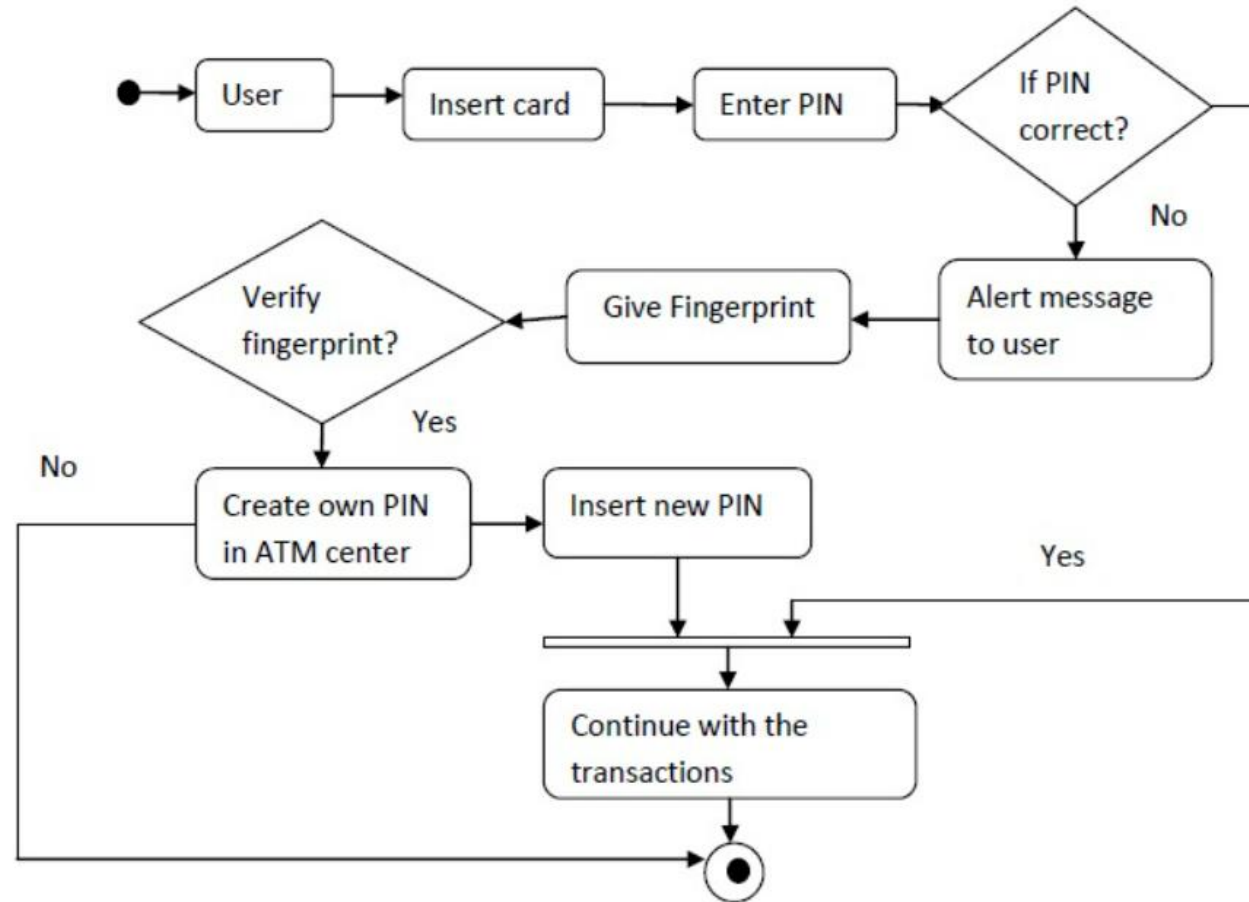 User
Insert card
Enter PIN
If PIN
correct?
No
Alert message
to user
Give Fingerprint
Verify
fingerprint?
Yes
No
Create own PIN
in ATM center
Insert new PIN
Yes
Continue with the
transactions